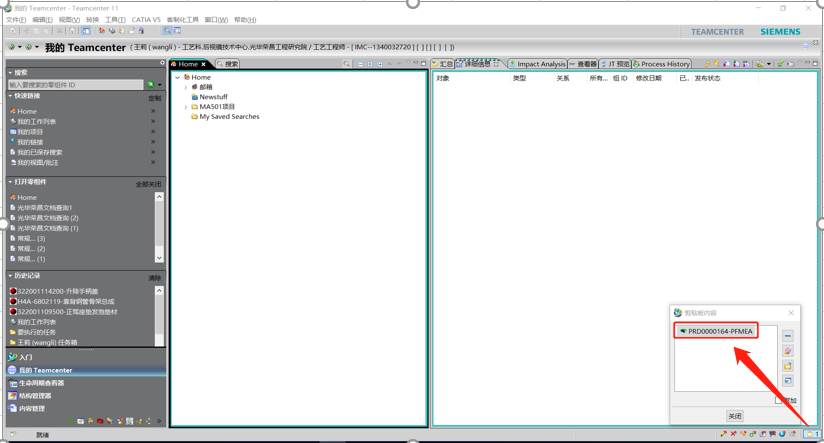 我的 Teamcenter - Teamcenter 11
文件(F) 编辑(E) 视图(V) 转换 工具(T) CATIA V5 客制化工具 窗口(W) 帮助(H)
TEAMCENTER SIEMENS
我的 Teamcenter ( 王莉 ( wangli ) - 工艺科.后视镜技术中心.光华荣昌工程研究院 / 工艺工程师 - [ IMC--1340032720 ] [ ] [ ] [ ] [ ] )
搜索
输入要搜索的零组件 ID
快速链接 定制
Home
我的工作列表
我的项目
我的链接
我的已保存搜索
我的视图/批注
打开零组件 全部关闭
Home
光华荣昌文档查询1
光华荣昌文档查询 (2)
光华荣昌文档查询 (1)
常规... (3)
常规... (2)
常规... (1)
历史记录 清除
322001114200-升降手柄圈
H4A-6802119-靠背钢管骨架总成
322001109500-正驾座垫发泡垫材
我的工作列表
要执行的任务
王莉 (wangli) 任务箱
入门
我的 Teamcenter
生命周期查看器
结构管理器
内容管理
就绪
Home 搜索
Home
邮箱
Newstuff
MA501项目
My Saved Searches
汇总 详细信息 Impact Analysis 查看器 JT 预览 Process History
对象 类型 关系 所有... 组 ID 修改日期 已.. 发布状态
剪贴板内容
PRD0000164-PFMEA
关闭
1